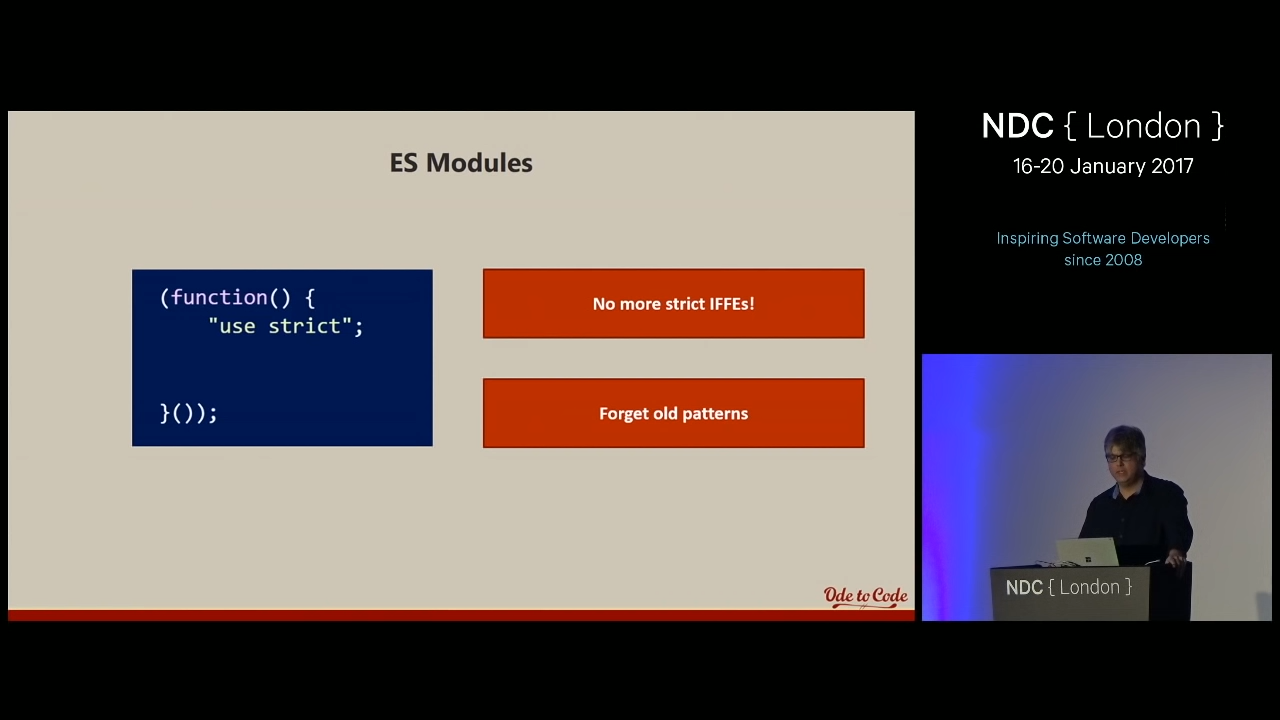 ES Modules
(function() {
"use strict";
}());
No more strict IFFEs!
Forget old patterns
Ode to Code
NDC { London }
16-20 January 2017
Inspiring Software Developers
since 2008
NDC { London }